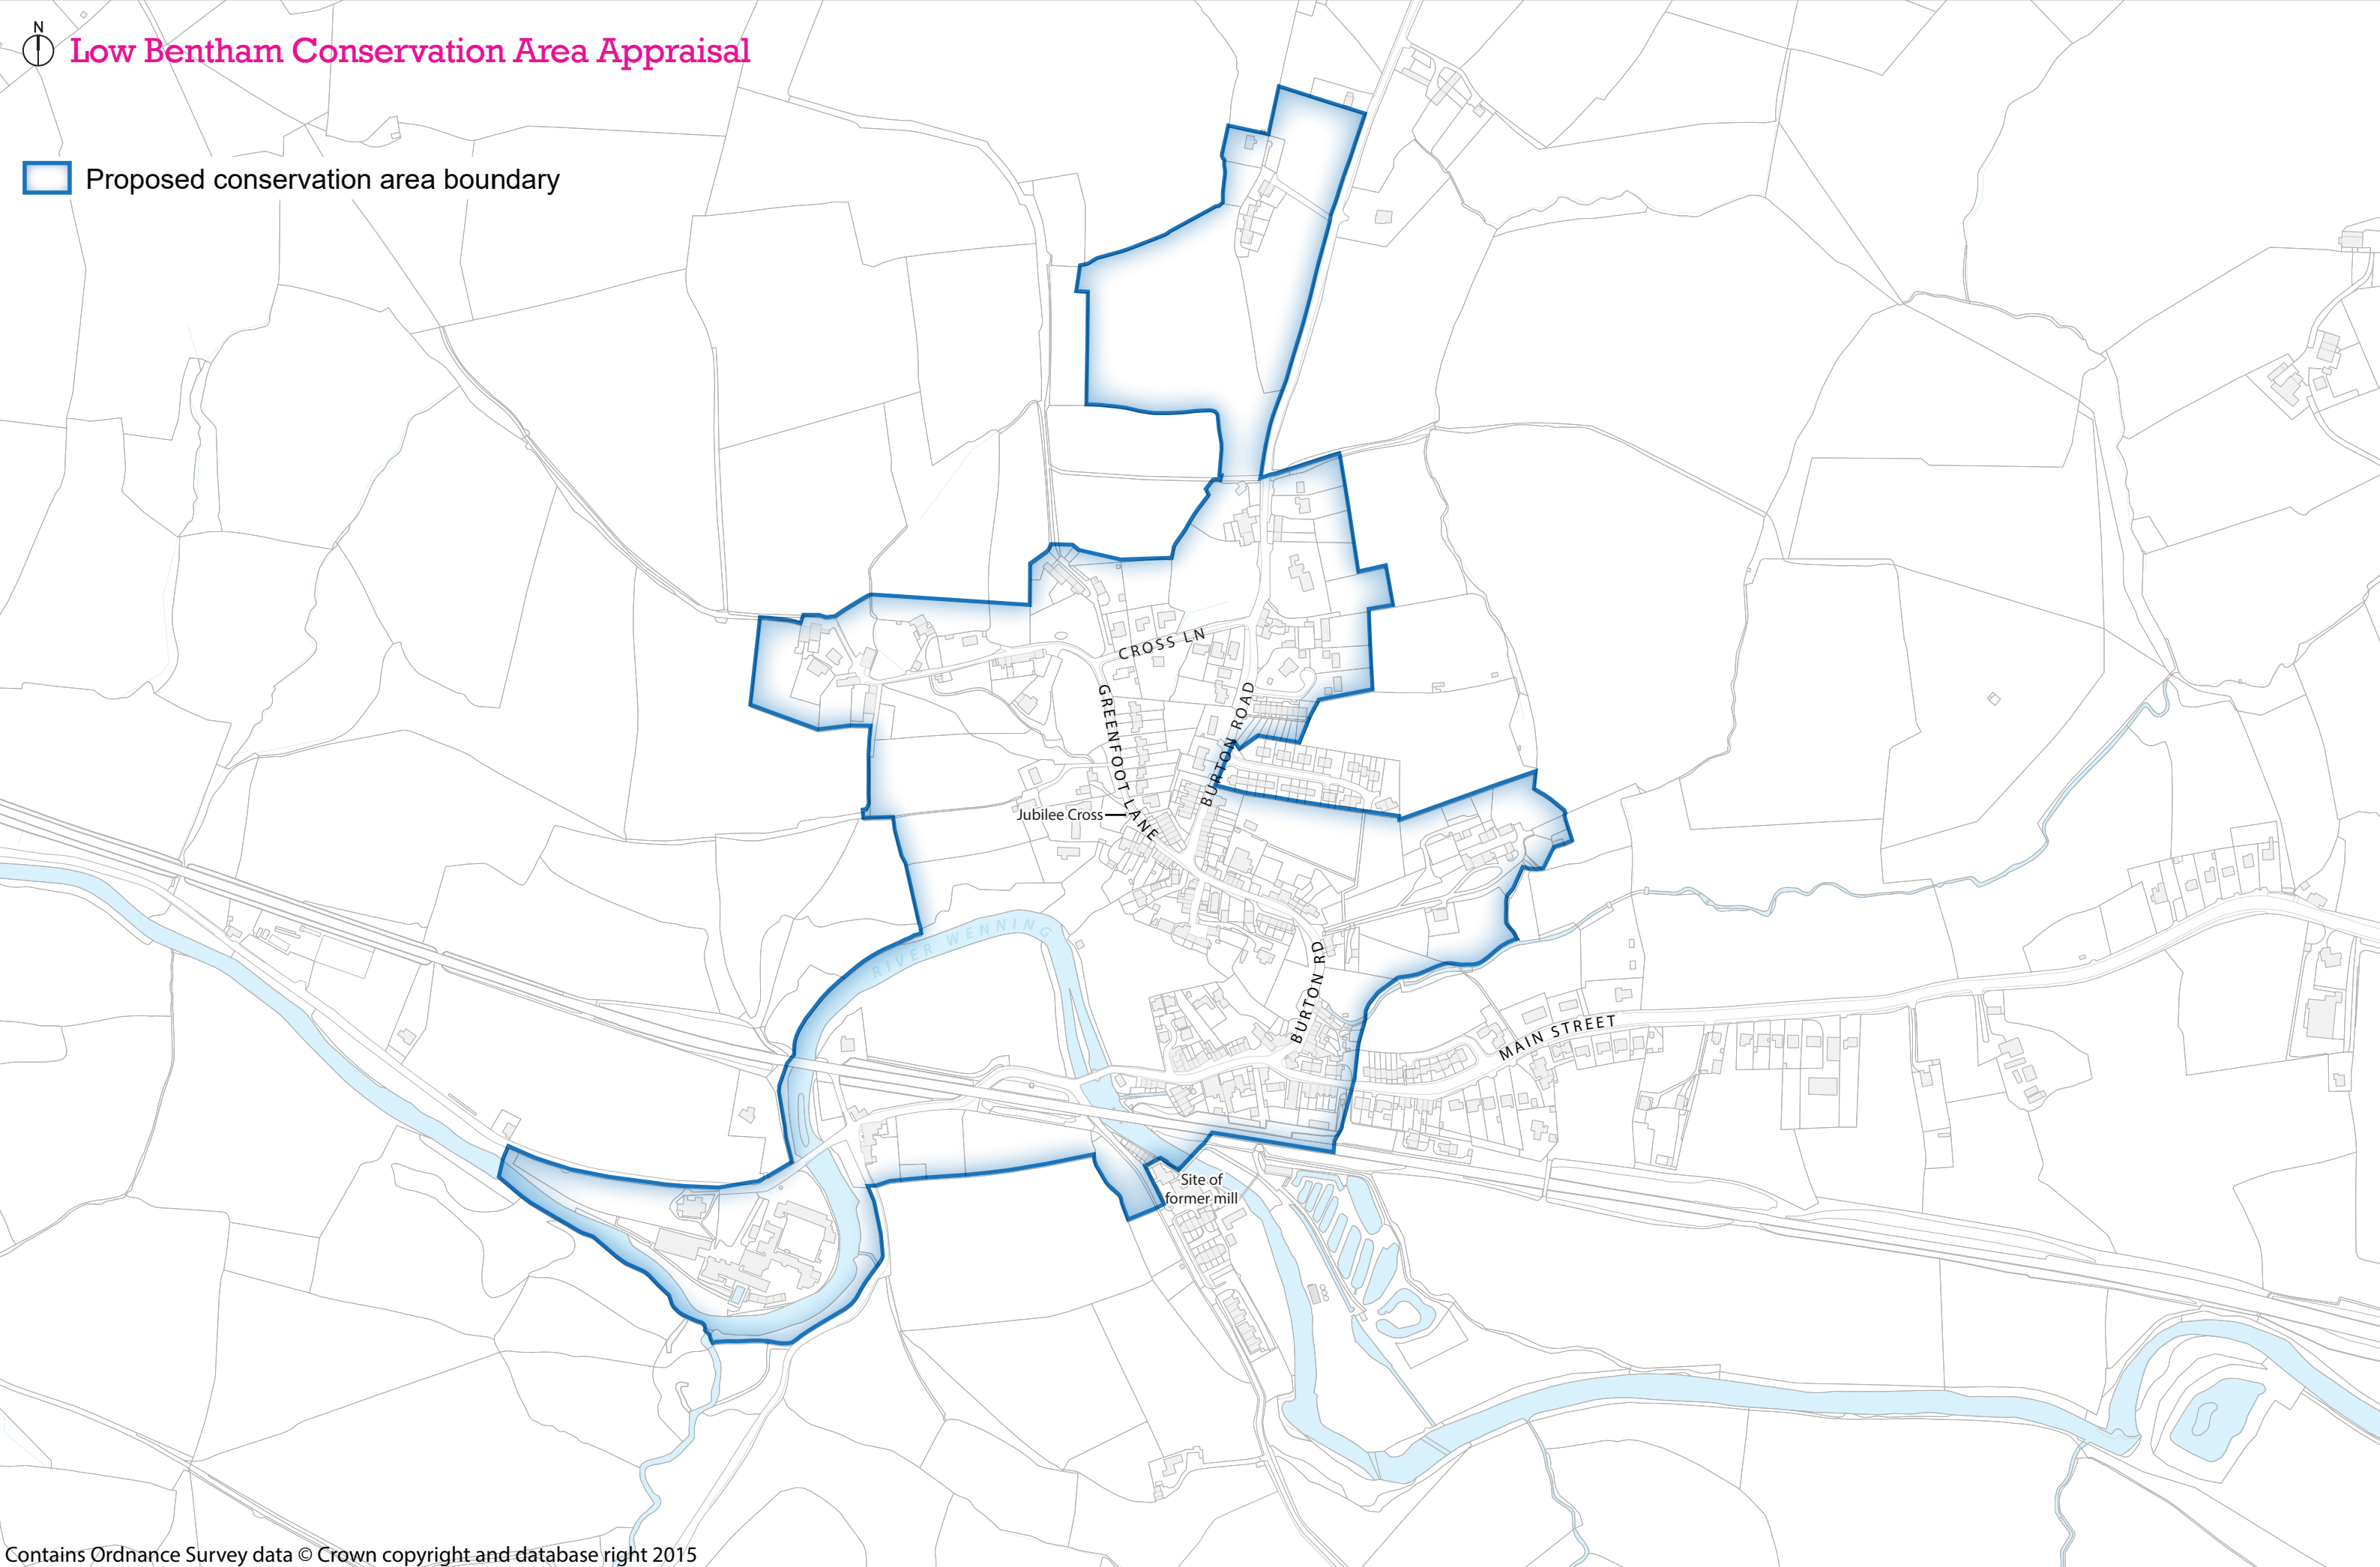 N
Low Bentham Conservation Area Appraisal
Proposed conservation area boundary
CROSS LN
GREENFOOT LANE
BURTON ROAD
Jubilee Cross
RIVER WENNING
BURTON RD
MAIN STREET
Site of
former mill
Contains Ordnance Survey data © Crown copyright and database right 2015